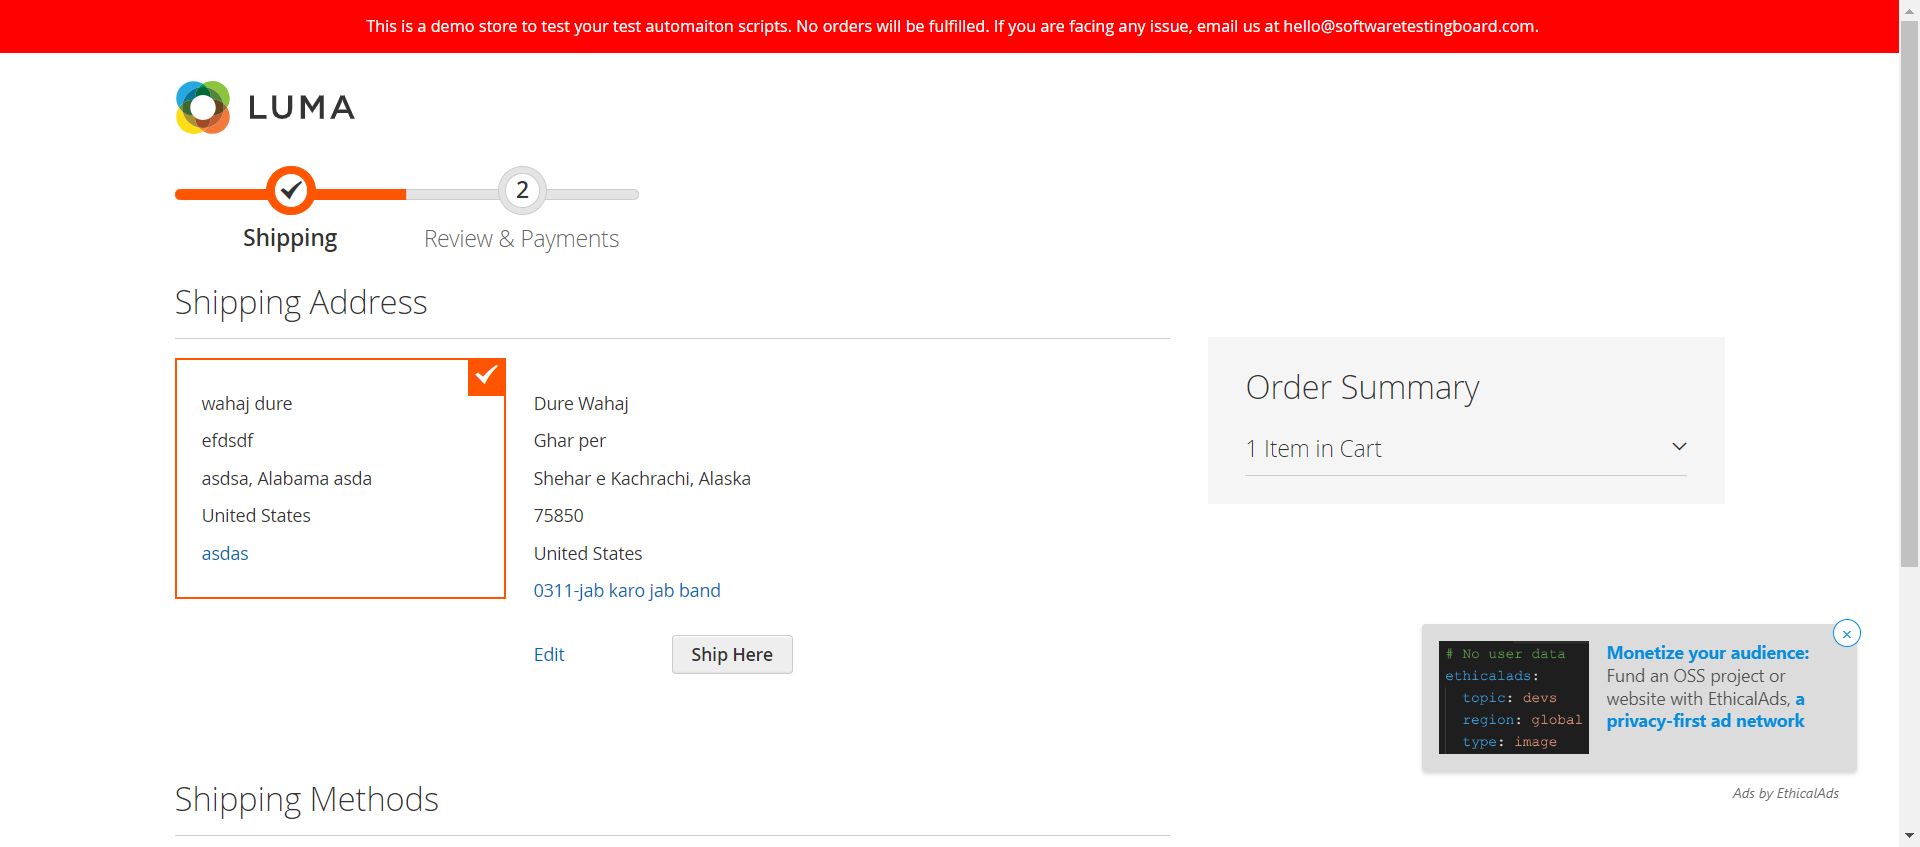 This is a demo store to test your test automaiton scripts. No orders will be fulfilled. If you are facing any issue, email us at hello@softwaretestingboard.com.
LUMA
2
Shipping
Review & Payments
Shipping Address
wahaj dure
efdsdf
asdsa, Alabama asda
United States
asdas
Dure Wahaj
Ghar per
Shehar e Kachrachi, Alaska
75850
United States
0311-jab karo jab band
Edit
Ship Here
Order Summary
1 Item in Cart
# No user data
ethicalads:
topic: devs
region: global
type: image
Monetize your audience:
Fund an OSS project or
website with EthicalAds, a
privacy-first ad network
Ads by EthicalAds
Shipping Methods